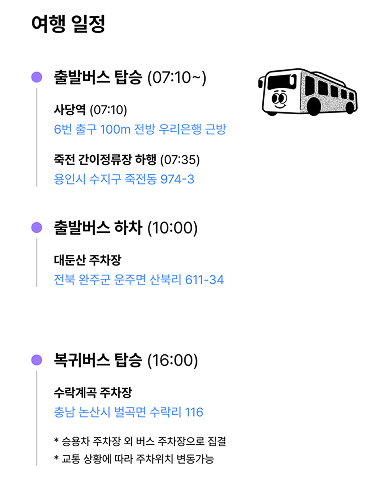 여행 일정
출발버스 탑승 (07:10~)
사당역 (07:10)
6번 출구 100m 전방 우리은행 근방
죽전 간이정류장 하행 (07:35)
용인시 수지구 죽전동 974-3
출발버스 하차 (10:00)
대둔산 주차장
전북 완주군 운주면 산북리 611-34
복귀버스 탑승 (16:00)
수락계곡 주차장
충남 논산시 벌곡면 수락리 116
* 승용차 주차장 외 버스 주차장으로 집결
* 교통 상황에 따라 주차위치 변동가능